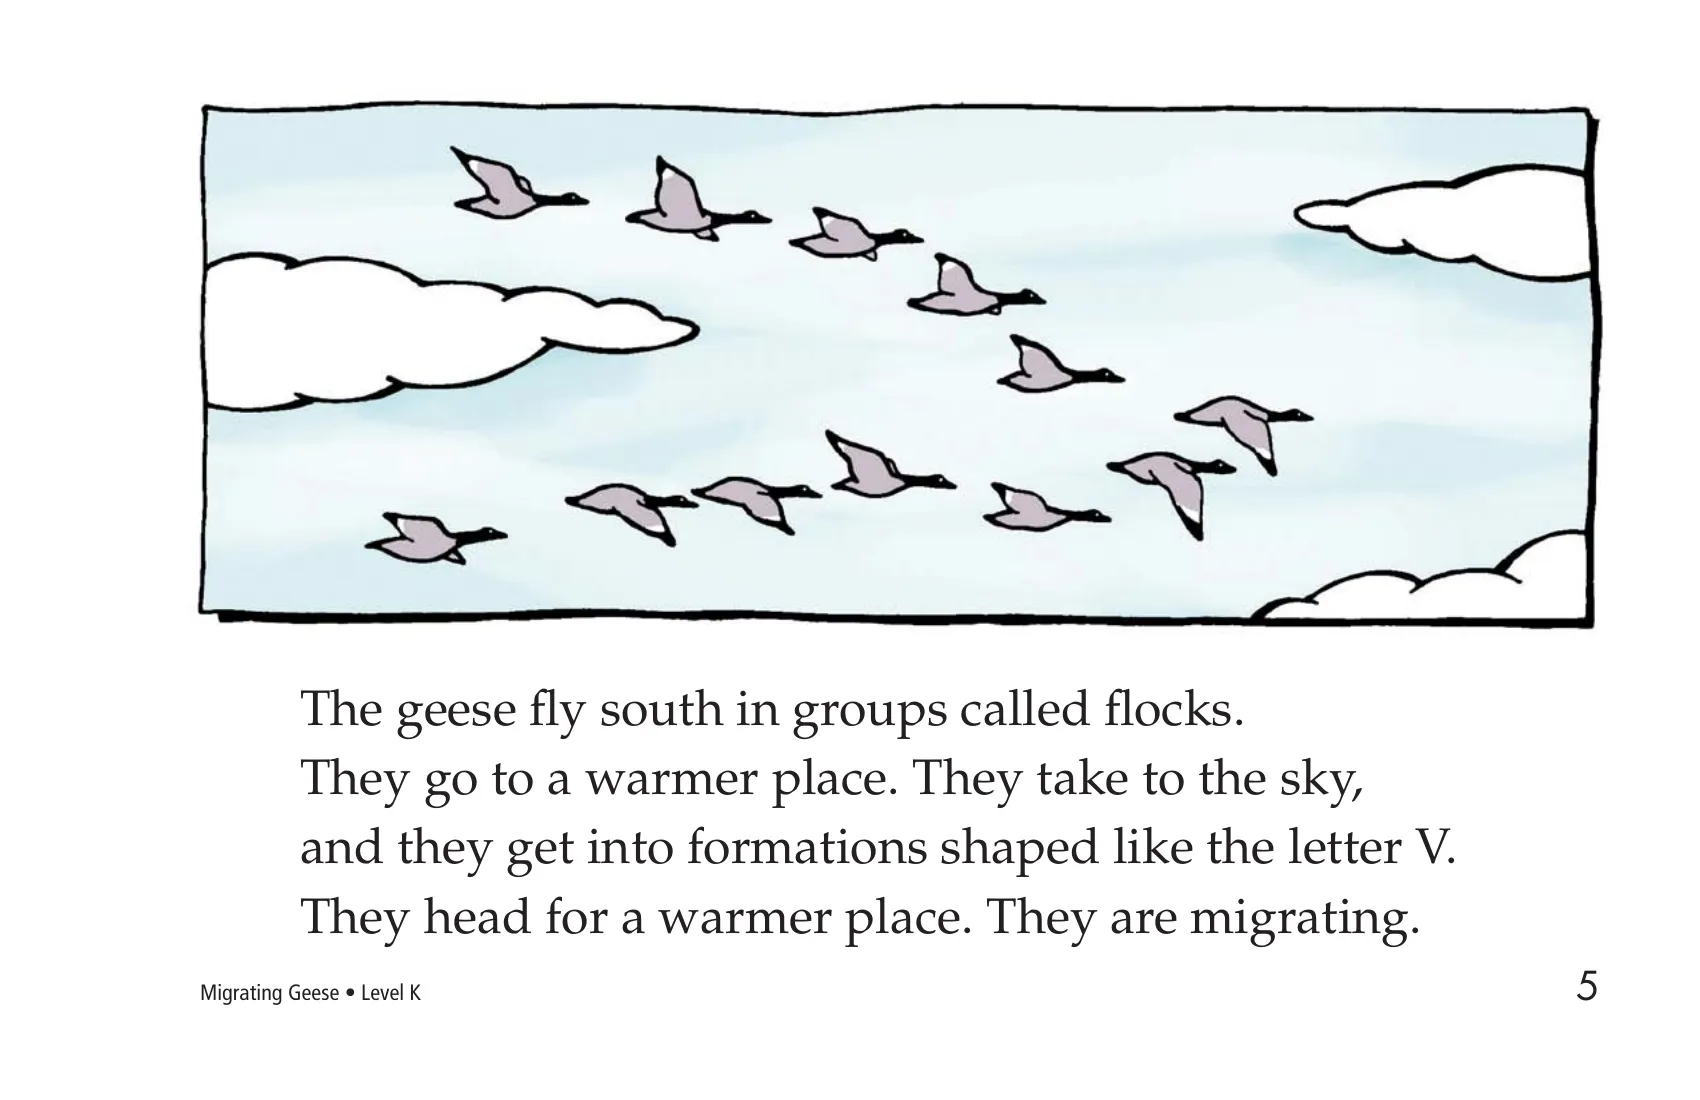 The geese fly south in groups called flocks.
They go to a warmer place. They take to the sky,
and they get into formations shaped like the letter V.
They head for a warmer place. They are migrating.
Migrating Geese • Level K
5